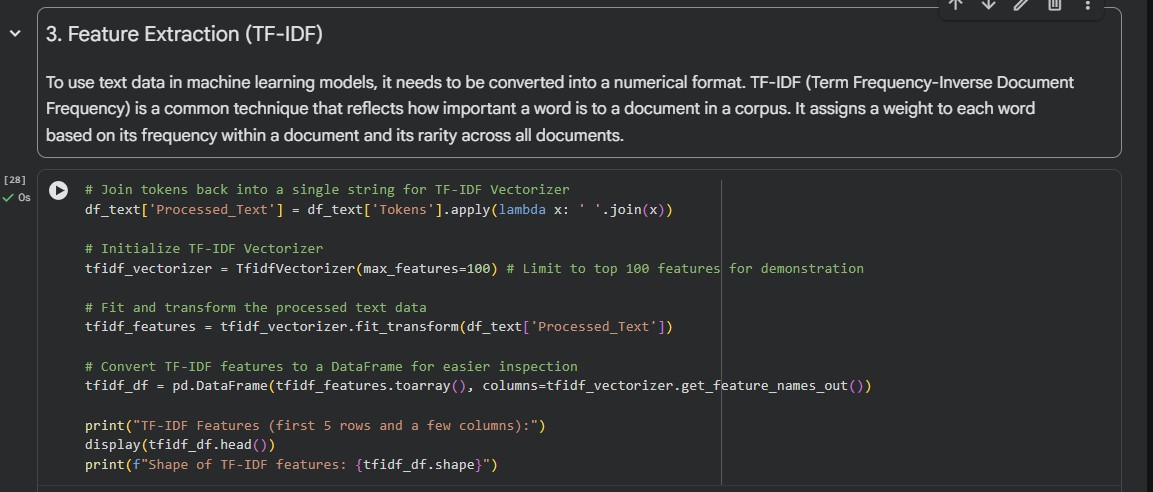 3. Feature Extraction (TF-IDF)
To use text data in machine learning models, it needs to be converted into a numerical format. TF-IDF (Term Frequency-Inverse Document
Frequency) is a common technique that reflects how important a word is to a document in a corpus. It assigns a weight to each word
based on its frequency within a document and its rarity across all documents.
[28]
0s
# Join tokens back into a single string for TF-IDF Vectorizer
df_text['Processed_Text'] = df_text['Tokens'].apply(lambda x: ' '.join(x))
# Initialize TF-IDF Vectorizer
tfidf_vectorizer = TfidfVectorizer(max_features=100) # Limit to top 100 features for demonstration
# Fit and transform the processed text data
tfidf_features = tfidf_vectorizer.fit_transform(df_text['Processed_Text'])
# Convert TF-IDF features to a DataFrame for easier inspection
tfidf_df = pd.DataFrame(tfidf_features.toarray(), columns=tfidf_vectorizer.get_feature_names_out())
print("TF-IDF Features (first 5 rows and a few columns):")
display(tfidf_df.head())
print(f"Shape of TF-IDF features: {tfidf_df.shape}")